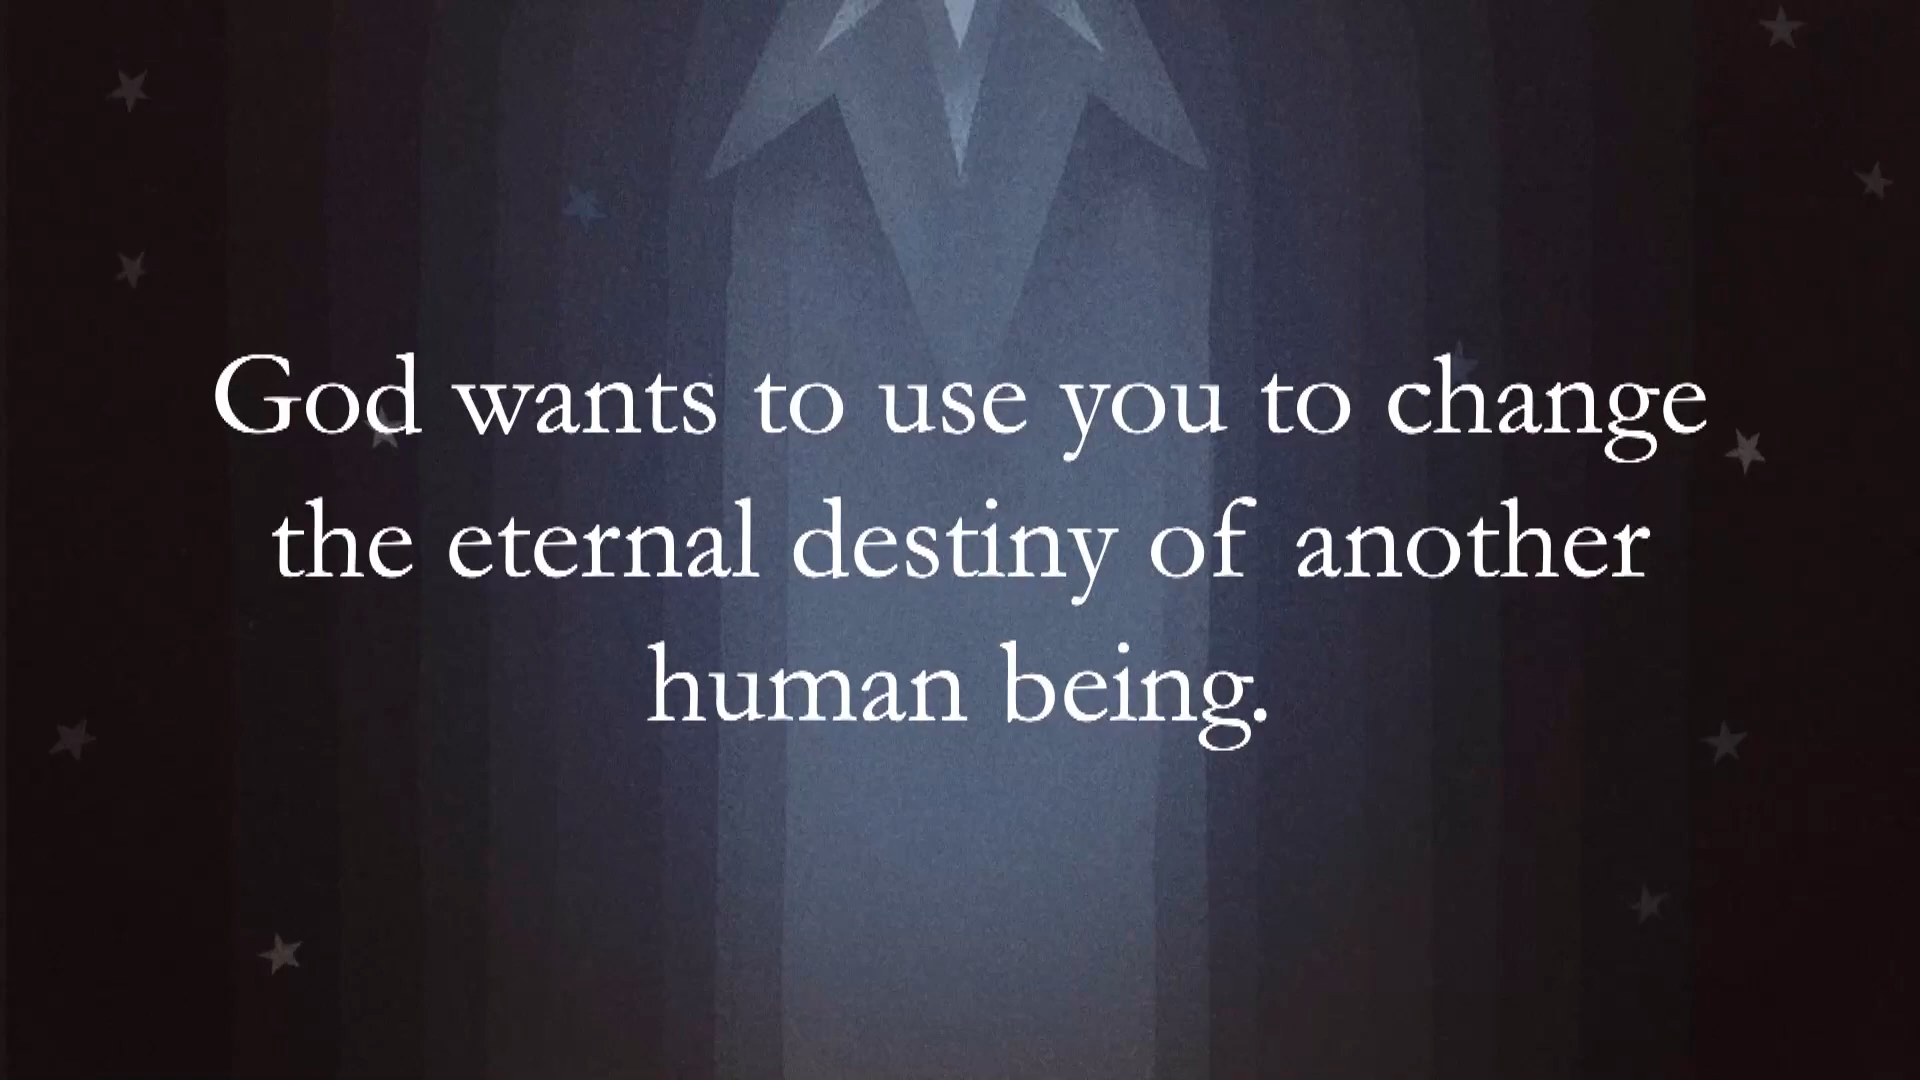 God wants to use you to change
the eternal destiny of another
human being.